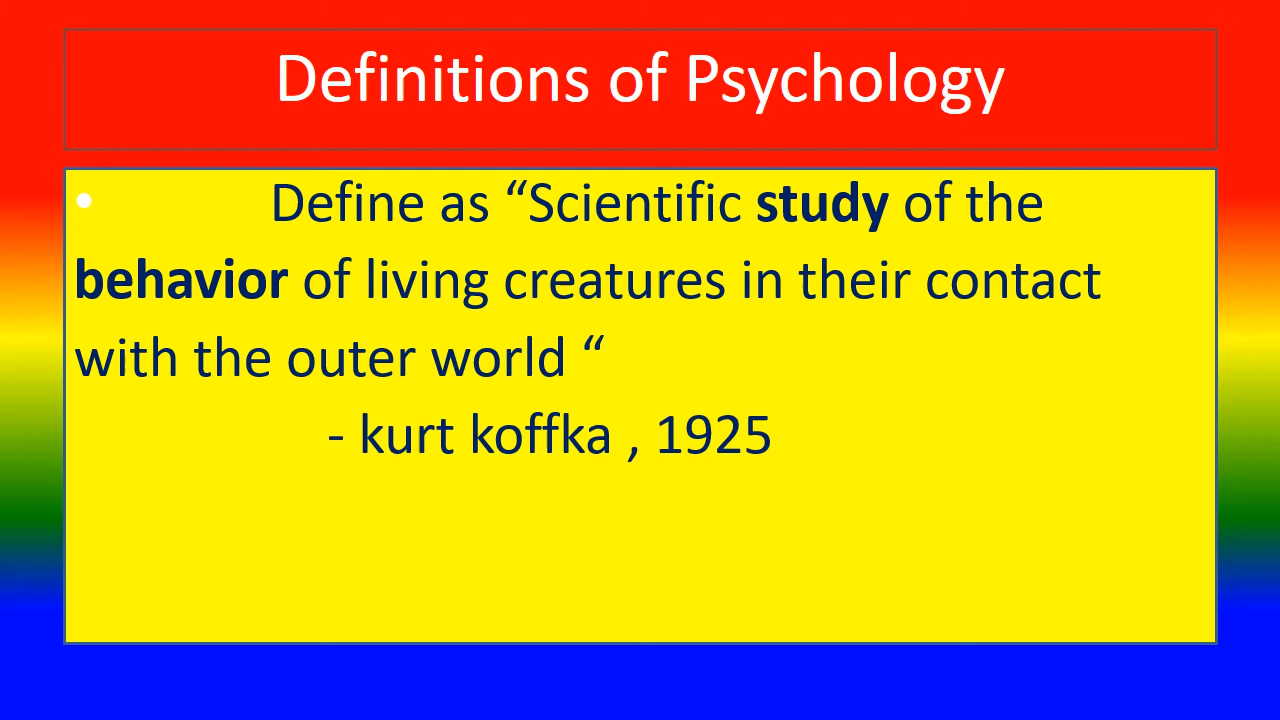 Definitions of Psychology
• Define as “Scientific study of the
behavior of living creatures in their contact
with the outer world “
- kurt koffka , 1925